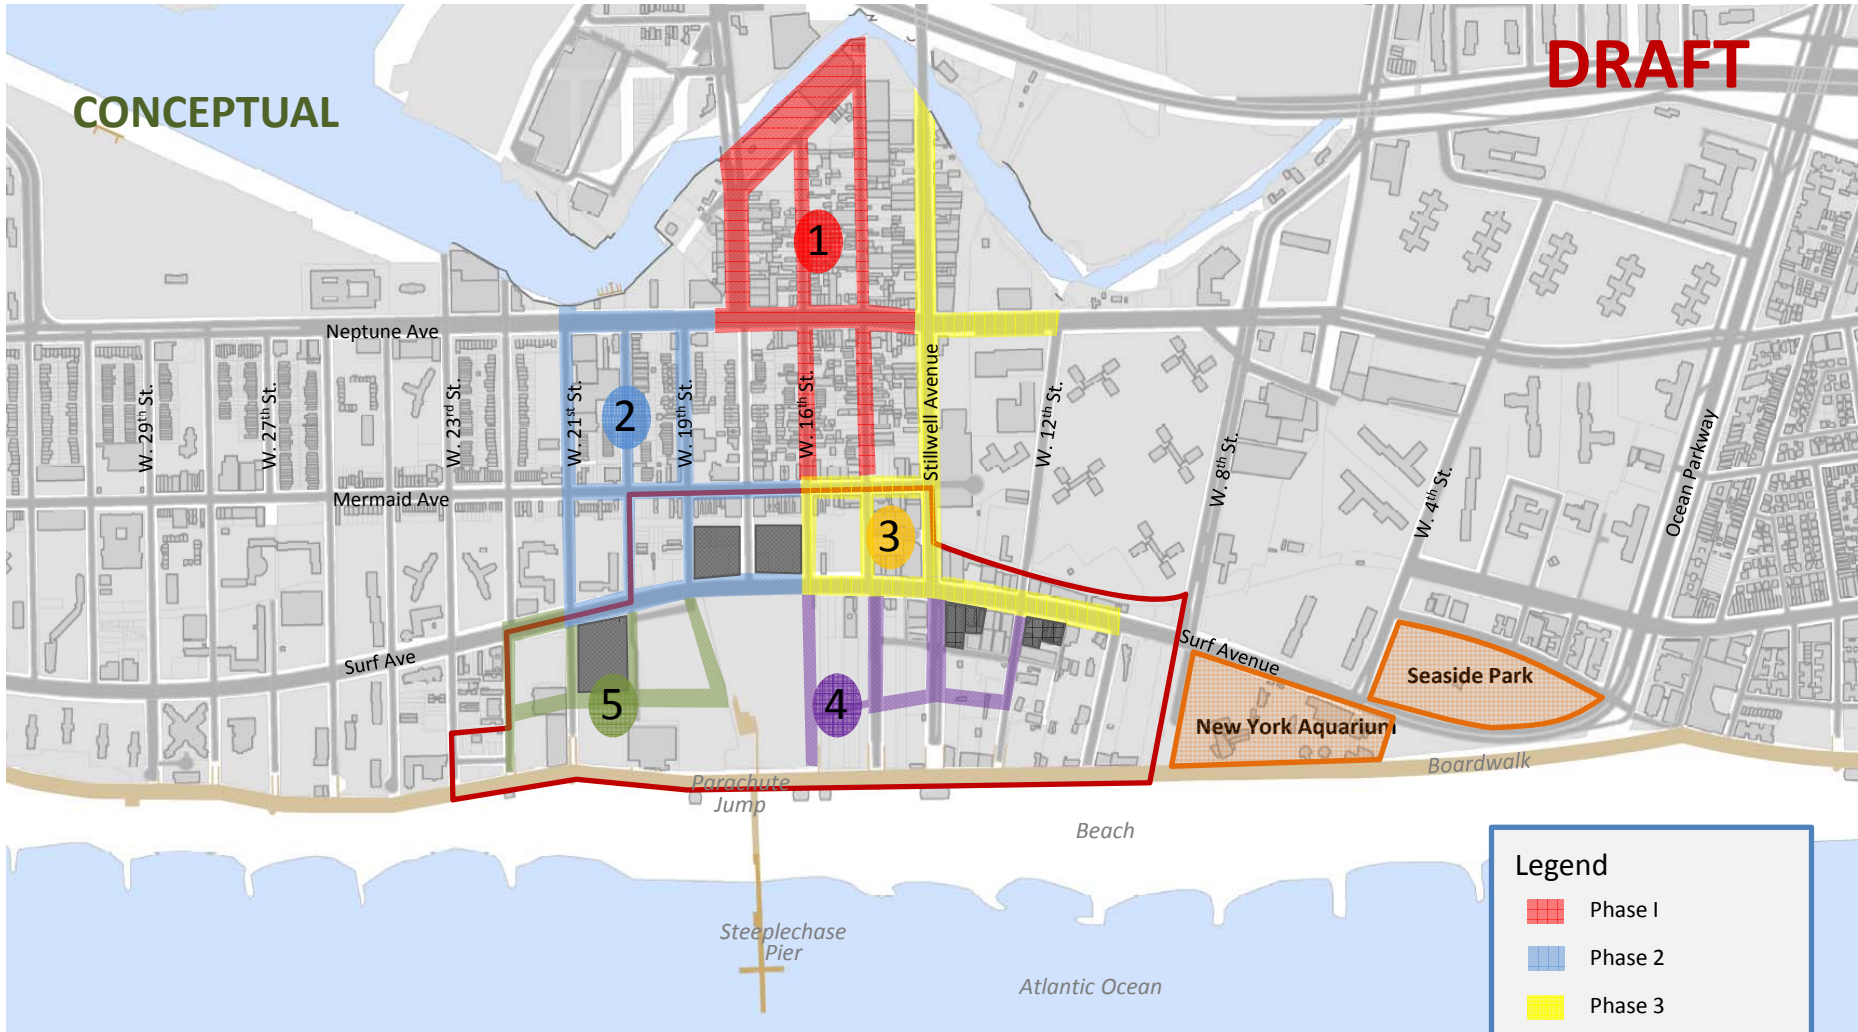 DRAFT
CONCEPTUAL
1
Neptune Ave
W. 29th St.
W. 27th St.
W. 23rd St.
W. 21st St.
2
W. 19th St.
W. 16th St.
Stillwell Avenue
W. 12th St.
W. 8th St.
W. 4th St.
Ocean Parkway
Mermaid Ave
3
Surf Ave
Surf Avenue
Seaside Park
5
4
New York Aquarium
Boardwalk
Parachute
Jump
Beach
Steeplechase
Pier
Atlantic Ocean
Legend
Phase I
Phase 2
Phase 3